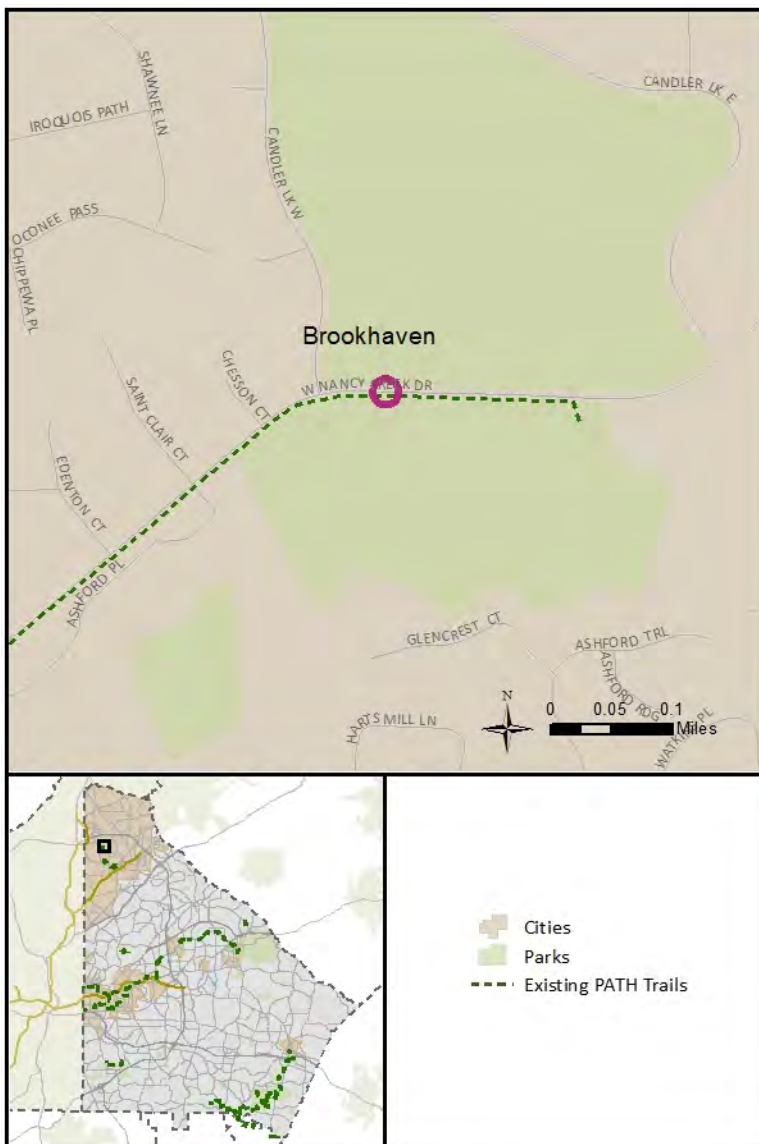 SHAWNEE LN
CANDLER LK E
IROQUOIS PATH
CANDLER LK W
OCONEE PASS
CHIPPEWA PL
Brookhaven
CHESSON CT
W NANCY CREEK DR
SAINT CLAIR CT
EDENTON CT
ASHFORD PL
GLENCREST CT
ASHFORD TRL
ASHFORD RDG
N
0 0.05 0.1
Miles
HARTS MILL LN
PL
Cities
Parks
Existing PATH Trails